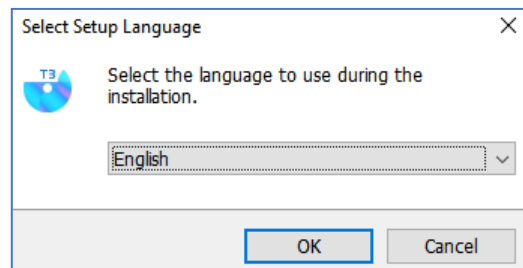 Select Setup Language
T3
Select the language to use during the
installation.
English
OK
Cancel